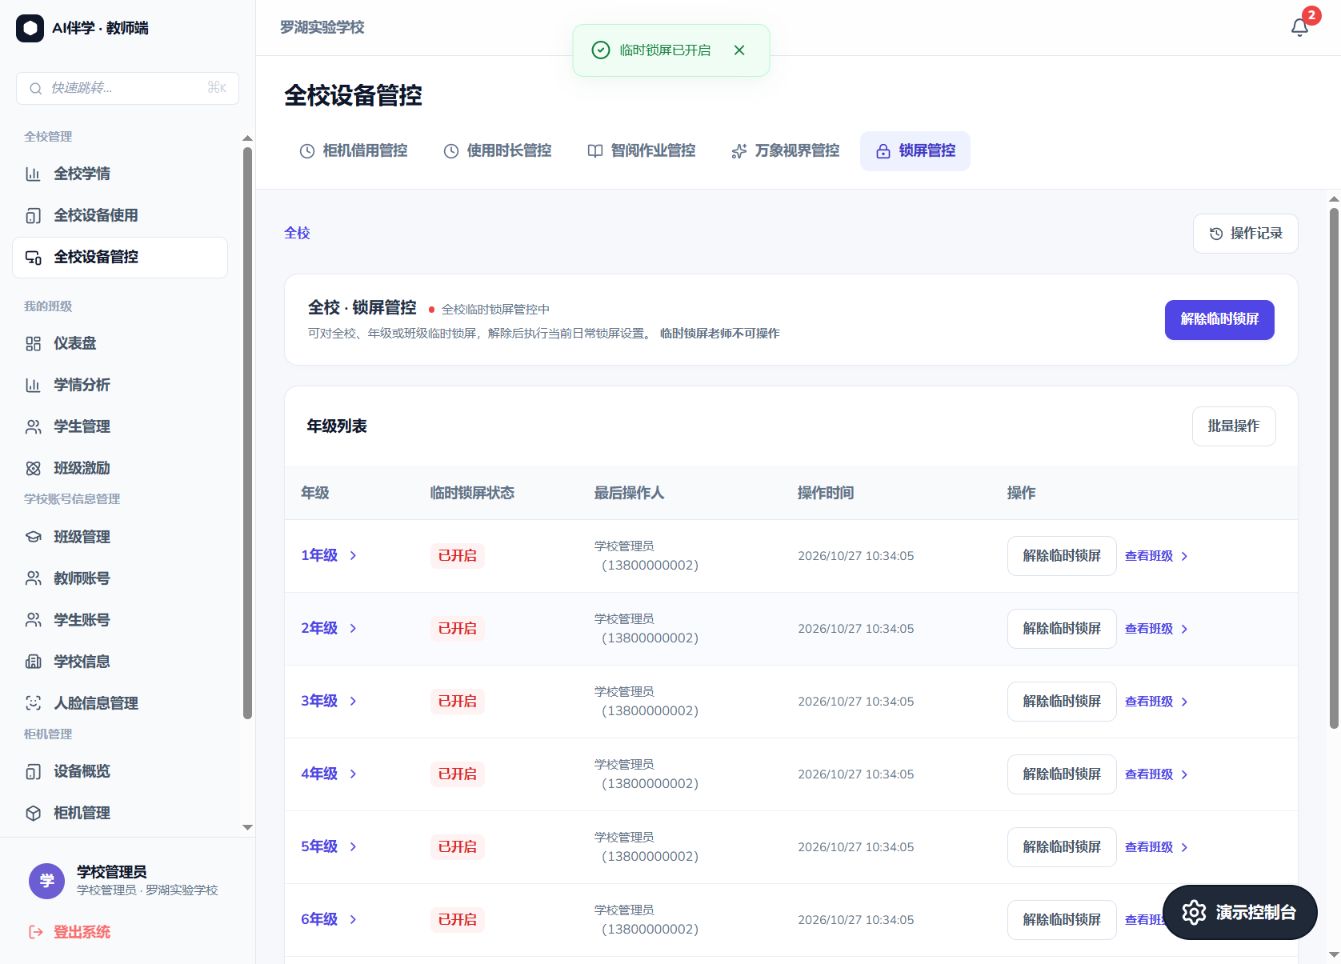 AI伴学 · 教师端
快速跳转...
⌘K
全校管理
全校学情
全校设备使用
全校设备管控
我的班级
仪表盘
学情分析
学生管理
班级激励
学校账号信息管理
班级管理
教师账号
学生账号
学校信息
人脸信息管理
柜机管理
设备概览
柜机管理
学
学校管理员
学校管理员 · 罗湖实验学校
登出系统
罗湖实验学校
临时锁屏已开启
2
全校设备管控
柜机借用管控
使用时长管控
智阅作业管控
万象视界管控
锁屏管控
全校
操作记录
全校 · 锁屏管控
全校临时锁屏管控中
可对全校、年级或班级临时锁屏，解除后执行当前日常锁屏设置。 临时锁屏老师不可操作
解除临时锁屏
年级列表
批量操作
年级 临时锁屏状态 最后操作人 操作时间 操作
1年级 已开启 学校管理员 （13800000002) 2026/10/27 10:34:05 解除临时锁屏 查看班级
2年级 已开启 学校管理员 （13800000002) 2026/10/27 10:34:05 解除临时锁屏 查看班级
3年级 已开启 学校管理员 （13800000002) 2026/10/27 10:34:05 解除临时锁屏 查看班级
4年级 已开启 学校管理员 （13800000002) 2026/10/27 10:34:05 解除临时锁屏 查看班级
5年级 已开启 学校管理员 （13800000002) 2026/10/27 10:34:05 解除临时锁屏 查看班级
6年级 已开启 学校管理员 （13800000002) 2026/10/27 10:34:05 解除临时锁屏 查看
演示控制台